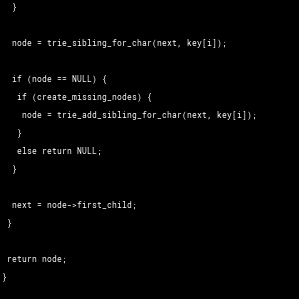 }
node = trie_sibling_for_char(next, key[i]);
if (node == NULL) {
if (create_missing_nodes) {
node = trie_add_sibling_for_char(next, key[i]);
}
else return NULL;
}
next = node->first_child;
}
return node;
}